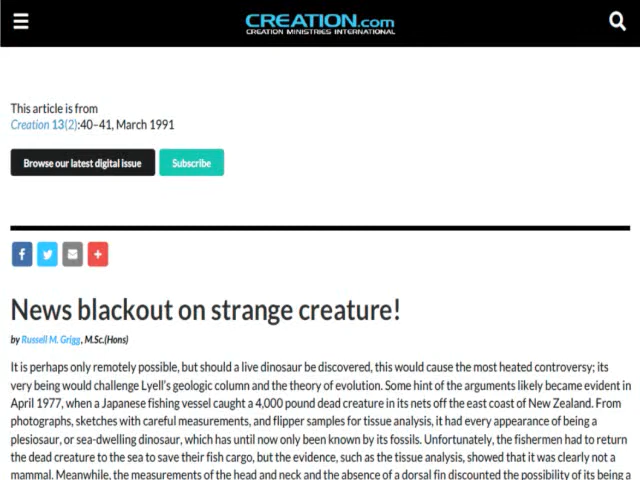 CREATION.com
CREATION MINISTRIES INTERNATIONAL
This article is from
Creation 13(2):40–41, March 1991
Browse our latest digital issue
Subscribe
News blackout on strange creature!
by Russell M. Grigg, M.Sc.(Hons)
It is perhaps only remotely possible, but should a live dinosaur be discovered, this would cause the most heated controversy; its
very being would challenge Lyell’s geologic column and the theory of evolution. Some hint of the arguments likely became evident in
April 1977, when a Japanese fishing vessel caught a 4,000 pound dead creature in its nets off the east coast of New Zealand. From
photographs, sketches with careful measurements, and flipper samples for tissue analysis, it had every appearance of being a
plesiosaur, or sea-dwelling dinosaur, which has until now only been known by its fossils. Unfortunately, the fishermen had to return
the dead creature to the sea to save their fish cargo, but the evidence, such as the tissue analysis, showed that it was clearly not a
mammal. Meanwhile, the measurements of the head and neck and the absence of a dorsal fin discounted the possibility of its being a